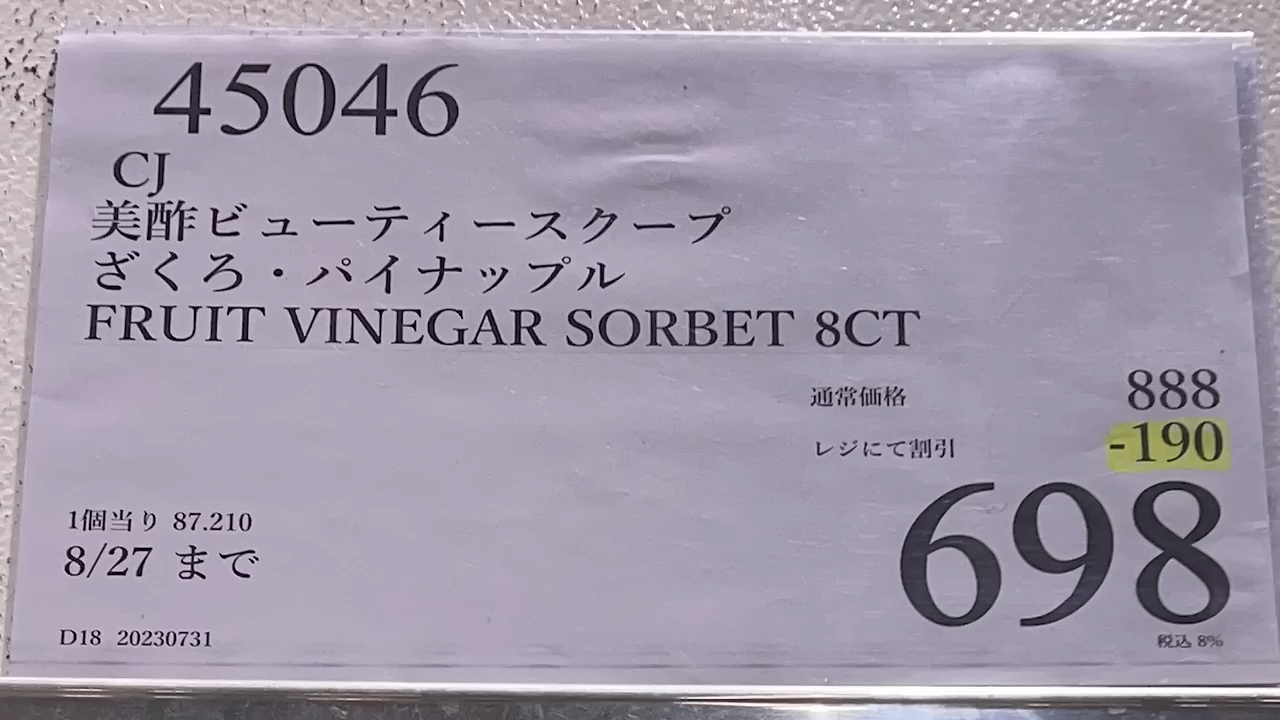 45046
CJ
美酢ビューティースクープ
ざくろ・パイナップル
FRUIT VINEGAR SORBET 8CT
通常価格 888
レジにて割引 -190
698
1個当り 87.210
8/27 まで
税込 8%
D18 20230731